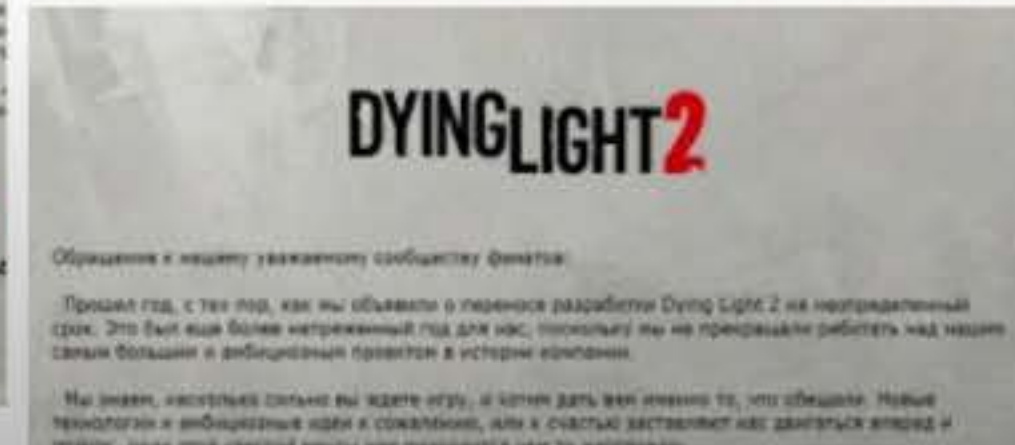 DYING LIGHT 2
Обращение к нашему уважаемому сообществу фанатов:
Прошел год, с тех пор, как мы объявили о переносе разработки Dying Light 2 на неопределенный
срок. Это был еще более напряженный год для нас, поскольку мы не прекращали работать над нашим
самым большим и амбициозным проектом в истории компании.
Мы знаем, насколько сильно вы ждете игру, и хотим дать вам именно то, что обещали. Новые
технологии и амбициозные идеи к сожалению, или к счастью заставляют нас двигаться вперед и